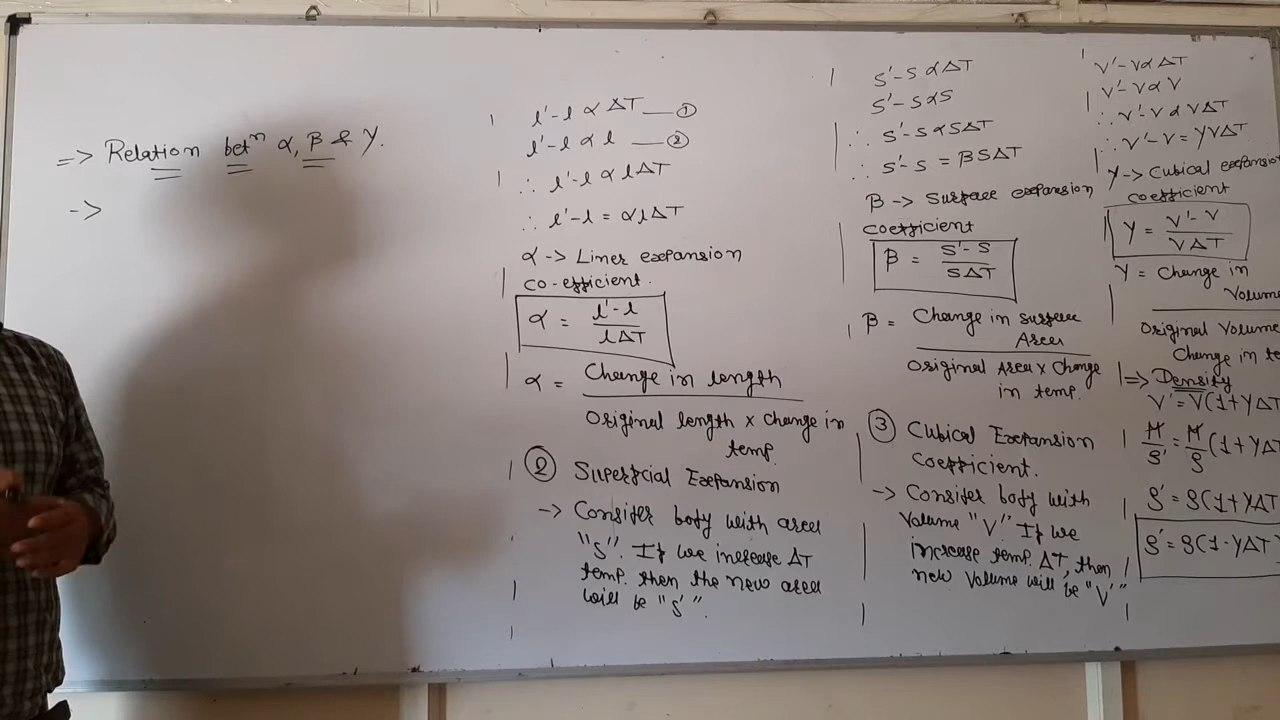 => Relation betⁿ α, β & γ.
->
l'-l α ΔT —①
l'-l α l —②
∴ l'-l α lΔT
∴ l'-l = αlΔT
α -> Liner expansion
co-efficient.
α = l'-l / lΔT
α = Change in length / Original length x change in temp.
② Superficial Expansion
-> Consider body with area
"S". If we increase ΔT
temp. then the new area
will be "S'".
S'-S α ΔT
S'-S α S
∴ S'-S α SΔT
∴ S'-S = βSΔT
β -> Surface expansion
coefficient
β = S'-S / SΔT
β = Change in surface Area / Original Area x Change in temp.
③ Cubical Expansion
Coefficient.
-> Consider body with
Volume "V". If we
increase temp. ΔT, then
new Volume will be "V'"
V'-V α ΔT
V'-V α V
∴ V'-V α VΔT
∴ V'-V = γVΔT
γ -> Cubical expansion
coefficient
γ = V'-V / VΔT
γ = Change in Volume / Original Volume
Change in
=> Density
V' = V(1+γΔT
M/ρ' = M/ρ (1+γΔT
ρ' = ρ(1+γΔT
ρ' = ρ(1-γΔT)